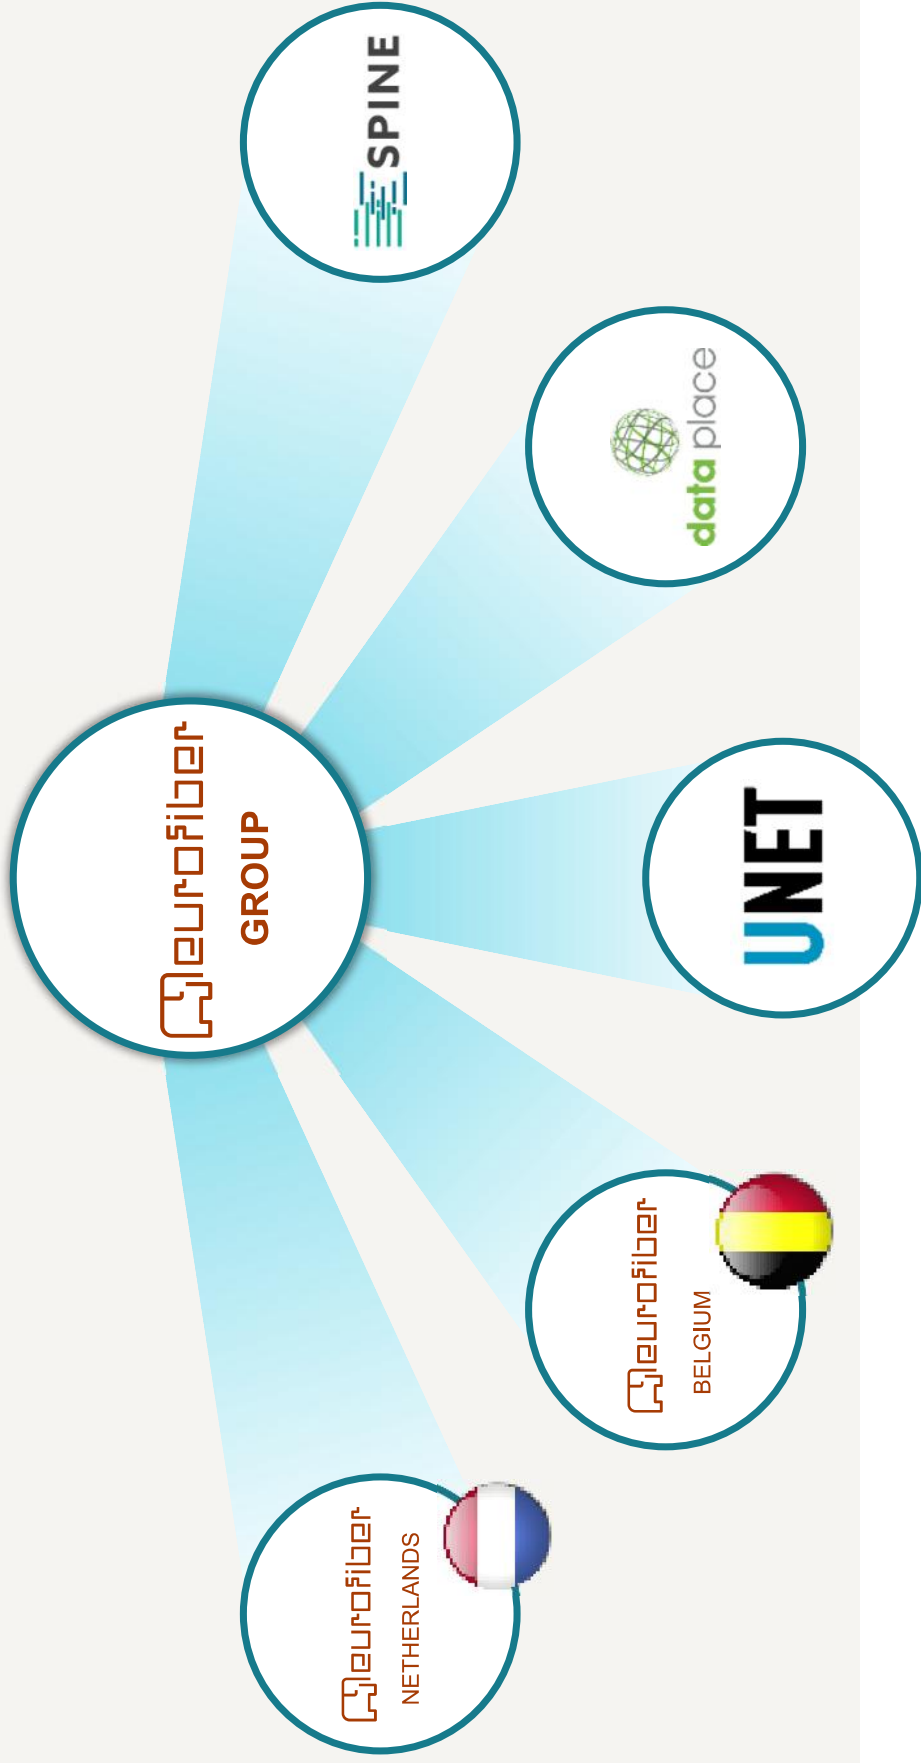 eurofiber
GROUP
eurofiber
NETHERLANDS
eurofiber
BELGIUM
UNET
data place
SPINE